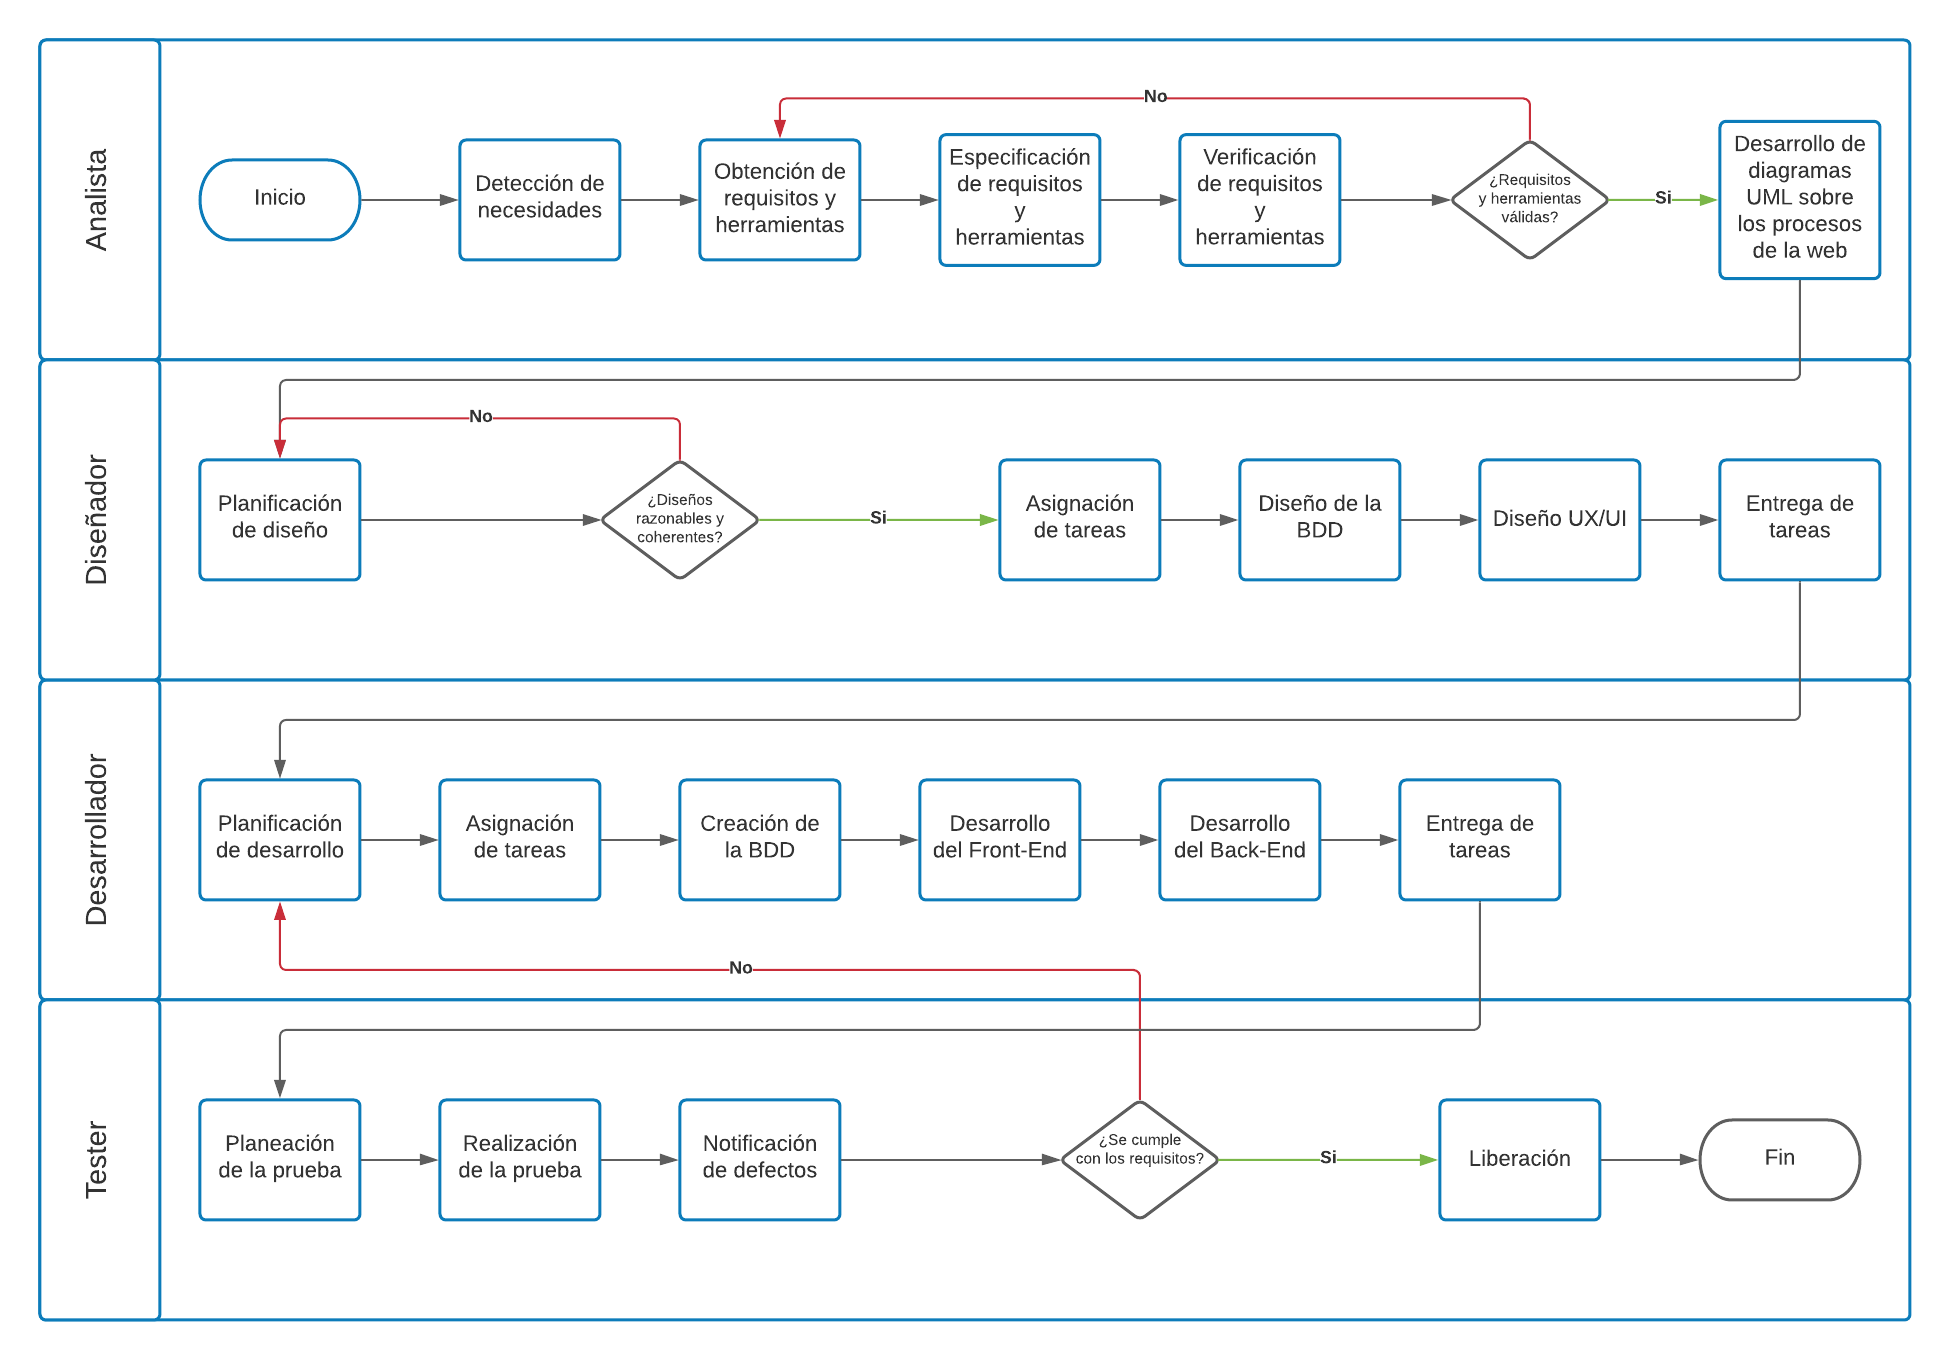 Analista
Inicio
Detección de
necesidades
Obtención de
requisitos y
herramientas
Especificación
de requisitos
y
herramientas
Verificación
de requisitos
y
herramientas
No
¿Requisitos
y herramientas
válidas?
Si
Desarrollo de
diagramas
UML sobre
los procesos
de la web
Diseñador
Planificación
de diseño
No
¿Diseños
razonables y
coherentes?
Si
Asignación
de tareas
Diseño de la
BDD
Diseño UX/UI
Entrega de
tareas
Desarrollador
Planificación
de desarrollo
Asignación
de tareas
Creación de
la BDD
Desarrollo
del Front-End
Desarrollo
del Back-End
Entrega de
tareas
No
Tester
Planeación
de la prueba
Realización
de la prueba
Notificación
de defectos
¿Se cumple
con los requisitos?
Si
Liberación
Fin